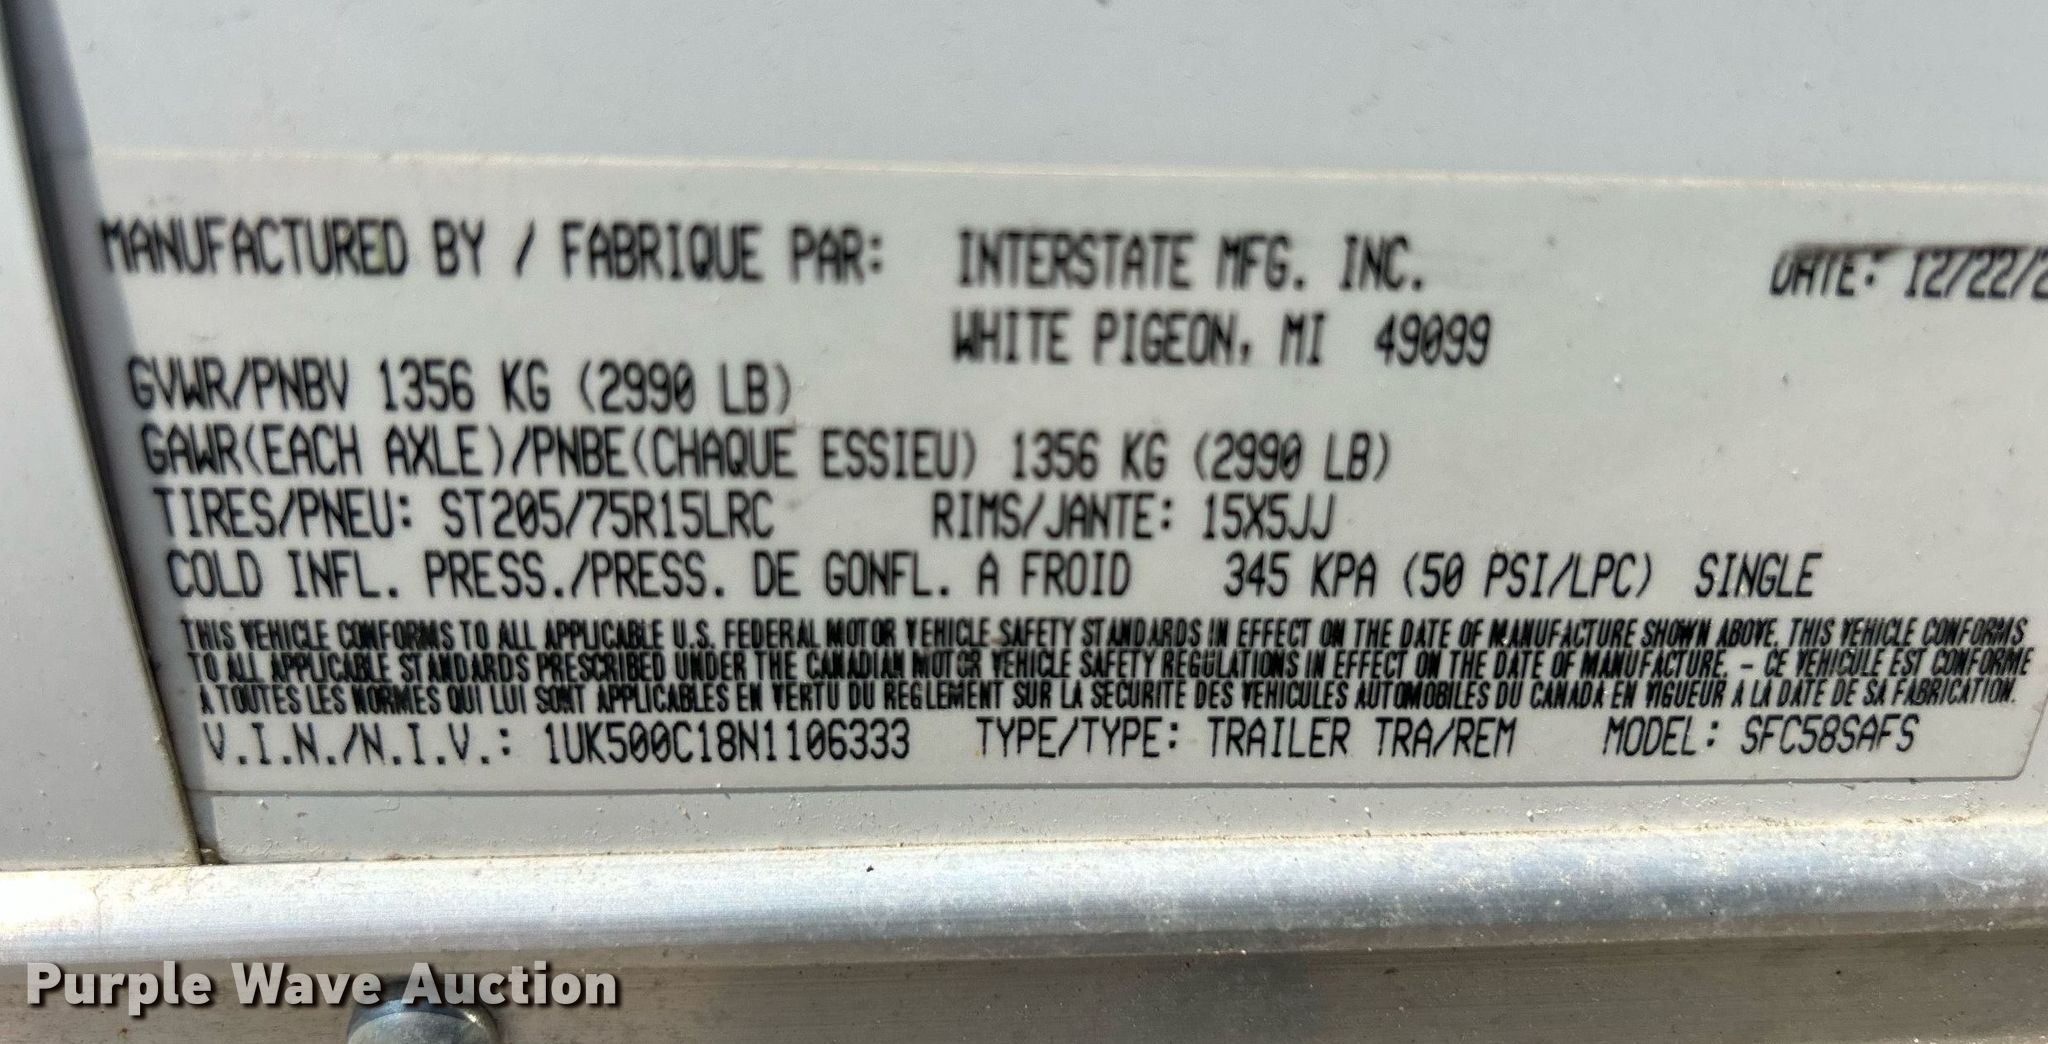 MANUFACTURED BY / FABRIQUE PAR: INTERSTATE MFG. INC. DATE: 12/22/2
WHITE PIGEON, MI 49099
GVWR/PNBV 1356 KG (2990 LB)
GAWR(EACH AXLE)/PNBE(CHAQUE ESSIEU) 1356 KG (2990 LB)
TIRES/PNEU: ST205/75R15LRC RIMS/JANTE: 15X5JJ
COLD INFL. PRESS./PRESS. DE GONFL. A FROID 345 KPA (50 PSI/LPC) SINGLE
THIS VEHICLE CONFORMS TO ALL APPLICABLE U.S. FEDERAL MOTOR VEHICLE SAFETY STANDARDS IN EFFECT ON THE DATE OF MANUFACTURE SHOWN ABOVE. THIS VEHICLE CONFORMS
TO ALL APPLICABLE STANDARDS PRESCRIBED UNDER THE CANADIAN MOTOR VEHICLE SAFETY REGULATIONS IN EFFECT ON THE DATE OF MANUFACTURE. - CE VEHICULE EST CONFORME
A TOUTES LES NORMES QUI LUI SONT APPLICABLES EN VERTU DU REGLEMENT SUR LA SECURITE DES VEHICULES AUTOMOBILES DU CANADA EN VIGUEUR A LA DATE DE SA FABRICATION.
V.I.N./N.I.V.: 1UK500C18N1106333 TYPE/TYPE: TRAILER TRA/REM MODEL: SFC58SAFS
Purple Wave Auction